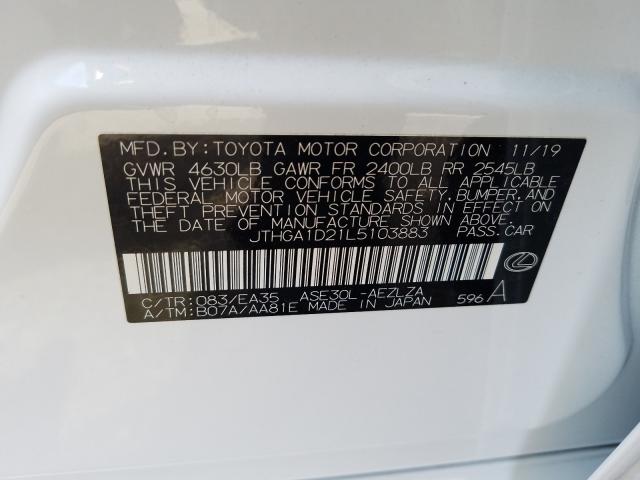 MFD. BY: TOYOTA MOTOR CORPORATION 11/19
GVWR 4630LB GAWR FR 2400LB RR 2545LB
THIS VEHICLE CONFORMS TO ALL APPLICABLE
FEDERAL MOTOR VEHICLE SAFETY, BUMPER, AND
THEFT PREVENTION STANDARDS IN EFFECT ON
THE DATE OF MANUFACTURE SHOWN ABOVE.
JTHGA1D21L5103883 PASS.CAR
C/TR: 083/EA35 ASE30L-AEZLZA
A/TM: B07A/AA81E MADE IN JAPAN 596 A